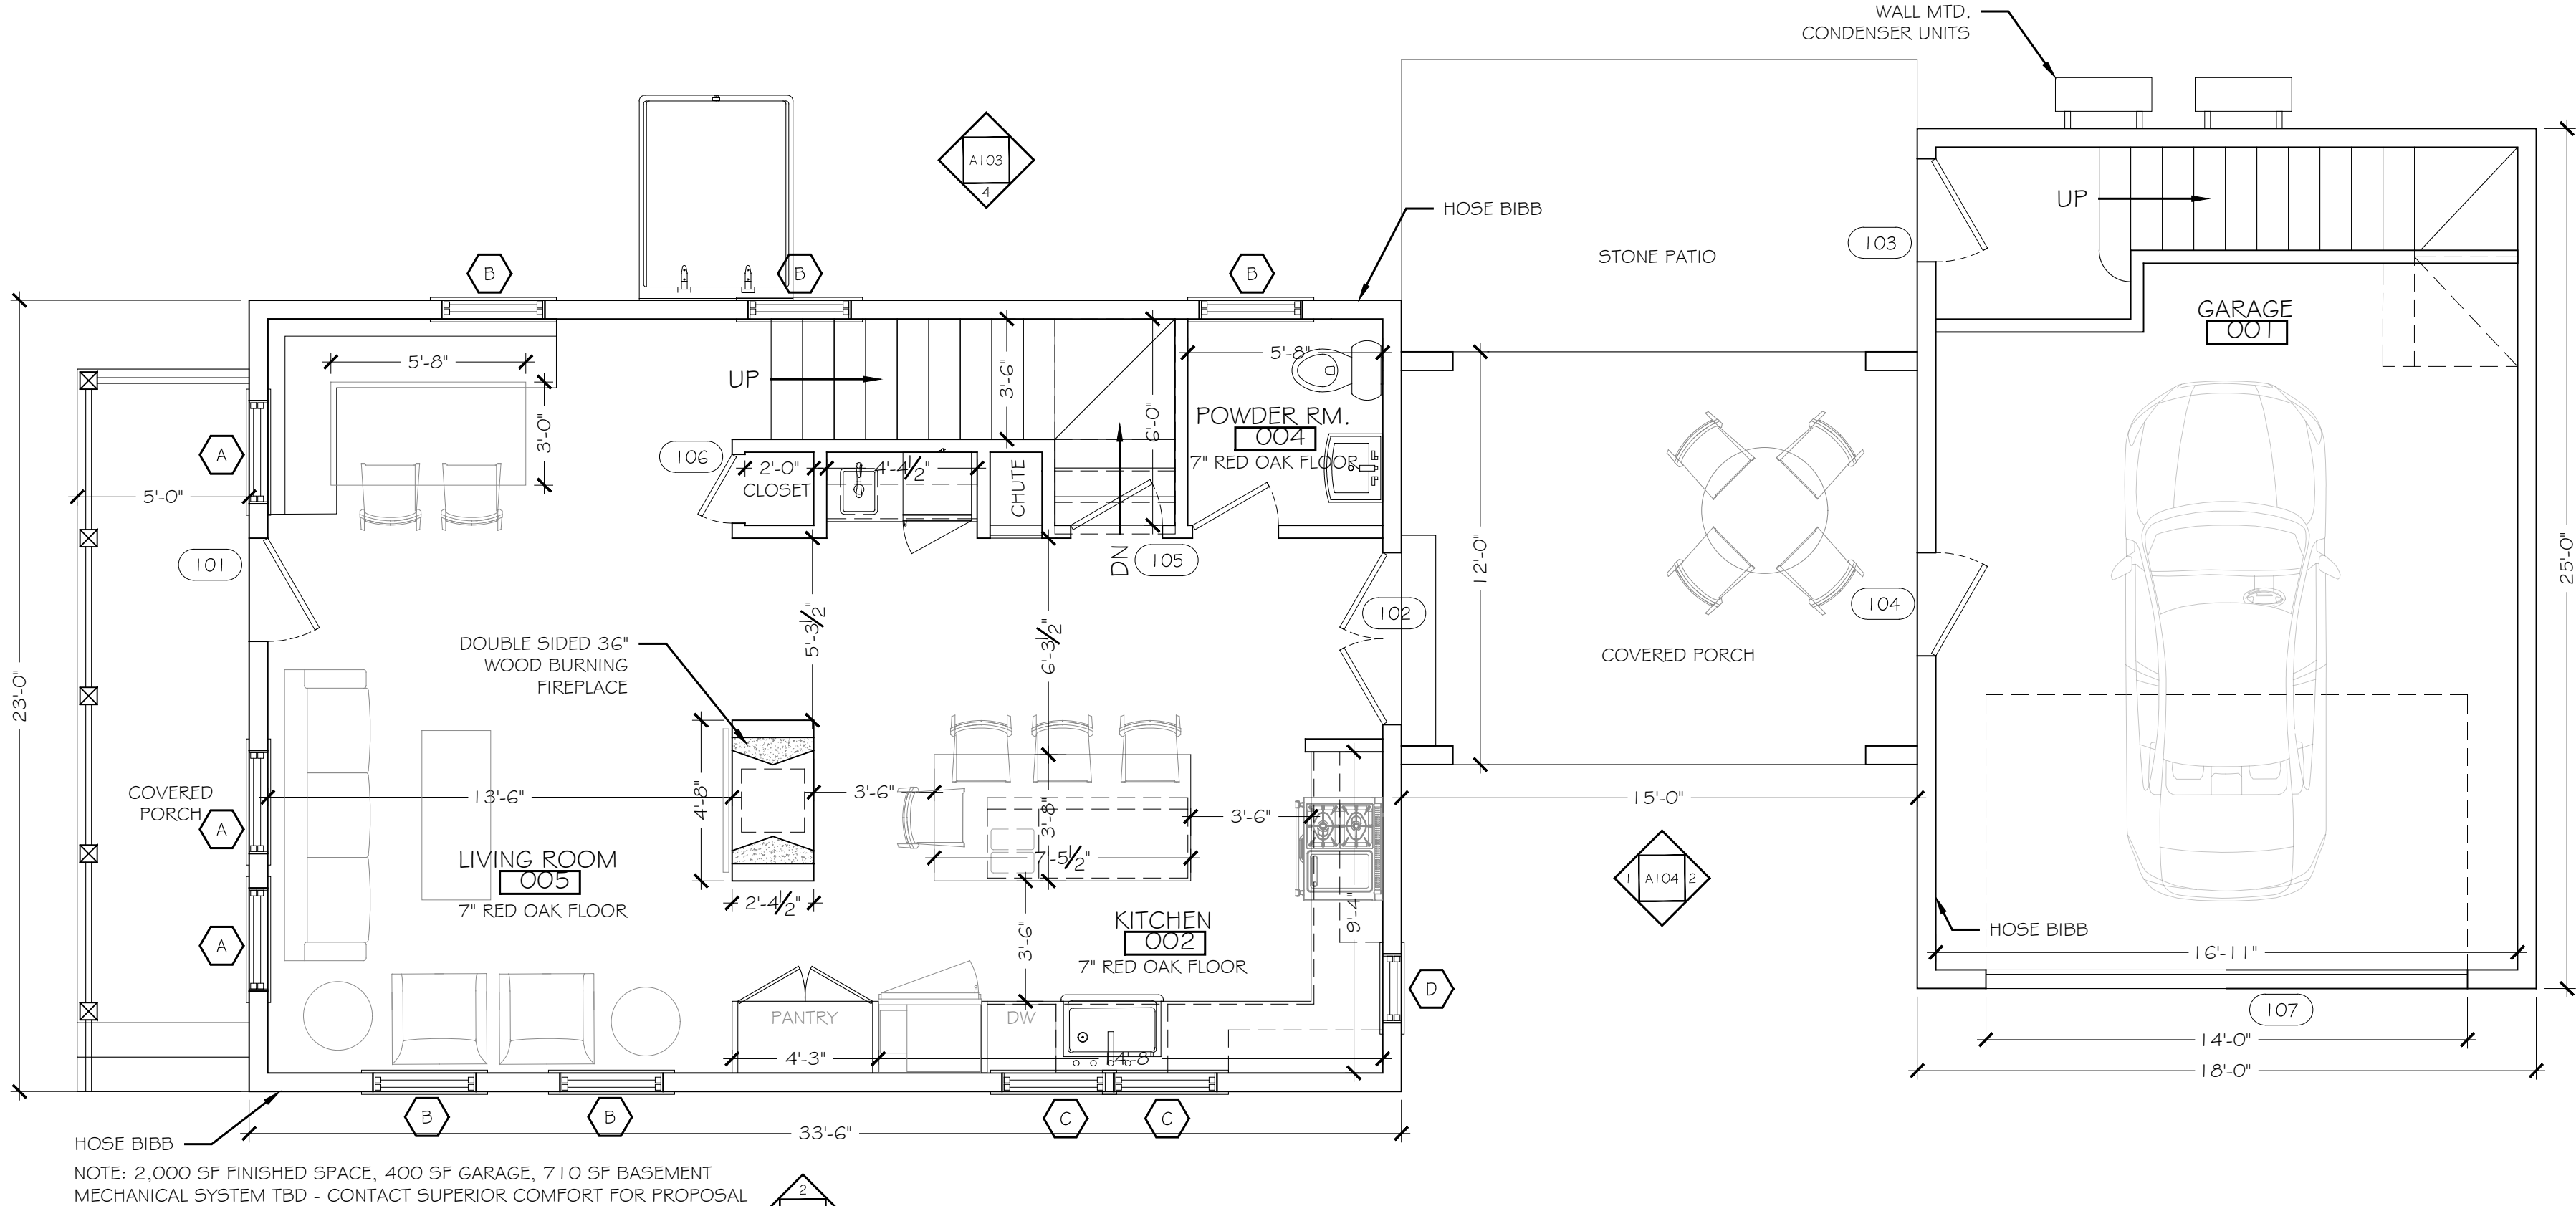 WALL MTD.
CONDENSER UNITS
A103
4
HOSE BIBB
STONE PATIO
103
UP
GARAGE
001
B
B
B
5'-8"
3'-0"
UP
3'-6"
6'-0"
5'-8"
POWDER RM.
004
7" RED OAK FLOOR
A
106
2'-0"
CLOSET
4'-4 1/2"
CHUTE
5'-0"
101
DN
105
12'-0"
25'-0"
102
104
23'-0"
DOUBLE SIDED 36"
WOOD BURNING
FIREPLACE
5'-3 1/2"
6'-3 1/2"
COVERED PORCH
COVERED
PORCH
A
13'-6"
4'-8"
3'-6"
3'-8"
7'-5 1/2"
3'-6"
15'-0"
LIVING ROOM
005
7" RED OAK FLOOR
2'-4 1/2"
1
A104
2
A
3'-6"
KITCHEN
002
7" RED OAK FLOOR
9'-4"
HOSE BIBB
16'-11"
D
PANTRY
DW
4'-3"
107
14'-0"
18'-0"
B
B
C
C
33'-6"
HOSE BIBB
NOTE: 2,000 SF FINISHED SPACE, 400 SF GARAGE, 710 SF BASEMENT
MECHANICAL SYSTEM TBD - CONTACT SUPERIOR COMFORT FOR PROPOSAL
2